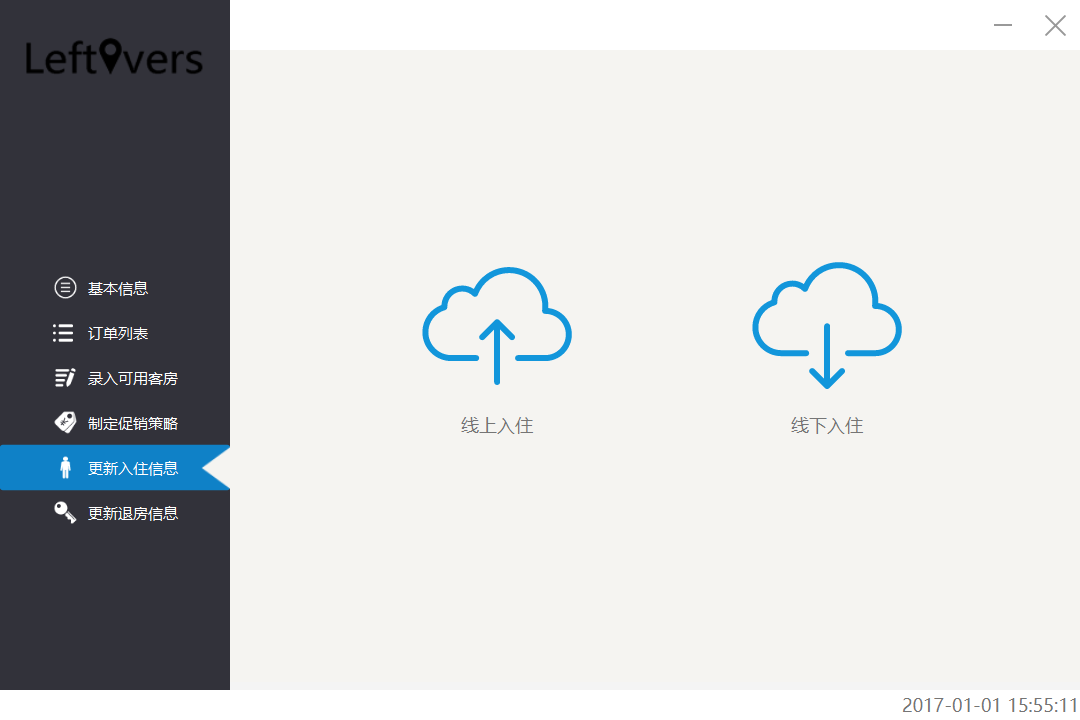 Leftovers
基本信息
订单列表
录入可用客房
制定促销策略
更新入住信息
更新退房信息
线上入住
线下入住
2017-01-01 15:55:11